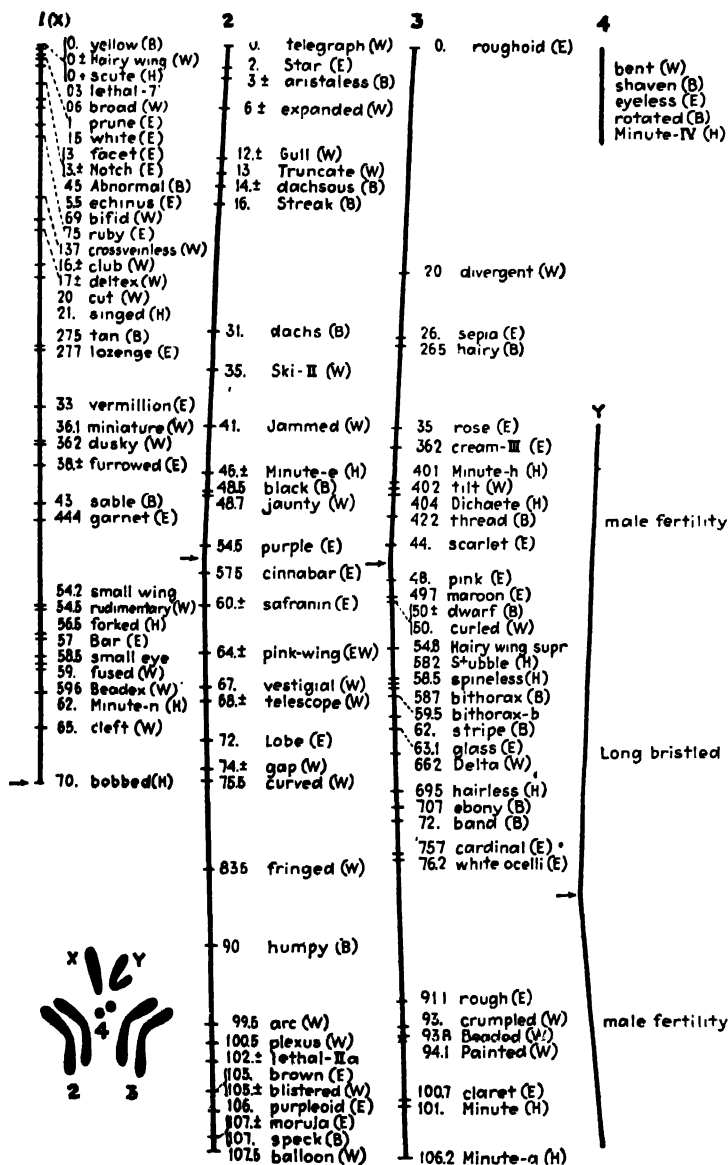 1(X)
0. yellow (B)
0± Hairy wing (W)
0+ scute (H)
03 lethal-7
06 broad (W)
1 prune (E)
15 white (E)
13 facet (E)
13.± Notch (E)
45 Abnormal (B)
5.5 echinus (E)
69 bifid (W)
75 ruby (E)
137 crossveinless (W)
16.± club (W)
17± deltex (W)
20 cut (W)
21. singed (H)
275 tan (B)
277 lozenge (E)
33 vermillion (E)
36.1 miniature (W)
362 dusky (W)
38.± furrowed (E)
43 sable (B)
444 garnet (E)
54.2 small wing
54.5 rudimentary (W)
56.5 forked (H)
57 Bar (E)
58.5 small eye
59. fused (W)
596 Beadex (W)
62. Minute-n (H)
65. cleft (W)
70. bobbed (H)
2
0. telegraph (W)
2. Star (E)
3± aristaless (B)
6± expanded (W)
12.± Gull (W)
13 Truncate (W)
14.± dachsous (B)
16. Streak (B)
31. dachs (B)
35. Ski-II (W)
41. Jammed (W)
46.± Minute-e (H)
48.5 black (B)
48.7 jaunty (W)
54.5 purple (E)
57.5 cinnabar (E)
60.± safranin (E)
64.± pink-wing (EW)
67. vestigial (W)
68.± telescope (W)
72. Lobe (E)
74.± gap (W)
75.5 curved (W)
835 fringed (W)
90 humpy (B)
99.5 arc (W)
100.5 plexus (W)
102.± lethal-IIa
105. brown (E)
105.± blistered (W)
106. purpleoid (E)
107.± morula (E)
107. speck (B)
107.5 balloon (W)
3
0. roughoid (E)
20 divergent (W)
26. sepia (E)
265 hairy (B)
35 rose (E)
362 cream-III (E)
401 Minute-h (H)
402 tilt (W)
404 Dichaete (H)
422 thread (B)
44. scarlet (E)
48. pink (E)
497 maroon (E)
50± dwarf (B)
50. curled (W)
54.8 Hairy wing supr
582 Stubble (H)
58.5 spineless (H)
587 bithorax (B)
59.5 bithorax-b
62. stripe (B)
63.1 glass (E)
662 Delta (W)
695 hairless (H)
707 ebony (B)
72. band (B)
757 cardinal (E)
76.2 white ocelli (E)
911 rough (E)
93. crumpled (W)
938 Beaded (W)
94.1 Painted (W)
100.7 claret (E)
101. Minute (H)
106.2 Minute-g (H)
4
bent (W)
shaven (B)
eyeless (E)
rotated (B)
Minute-IV (H)
Y
male fertility
Long bristled
male fertility
X Y
4
2 3